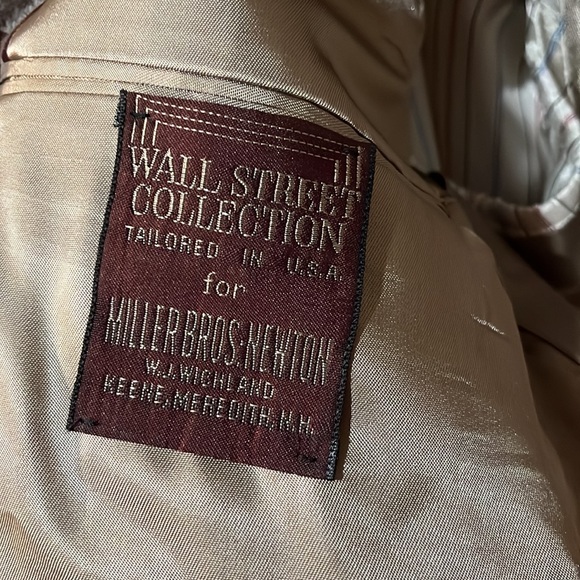 WALL STREET
COLLECTION
TAILORED IN U.S.A.
for
MILLER BROS.-NEWTON
W.J. WICHLAND
KEENE, MEREDITH, N.H.